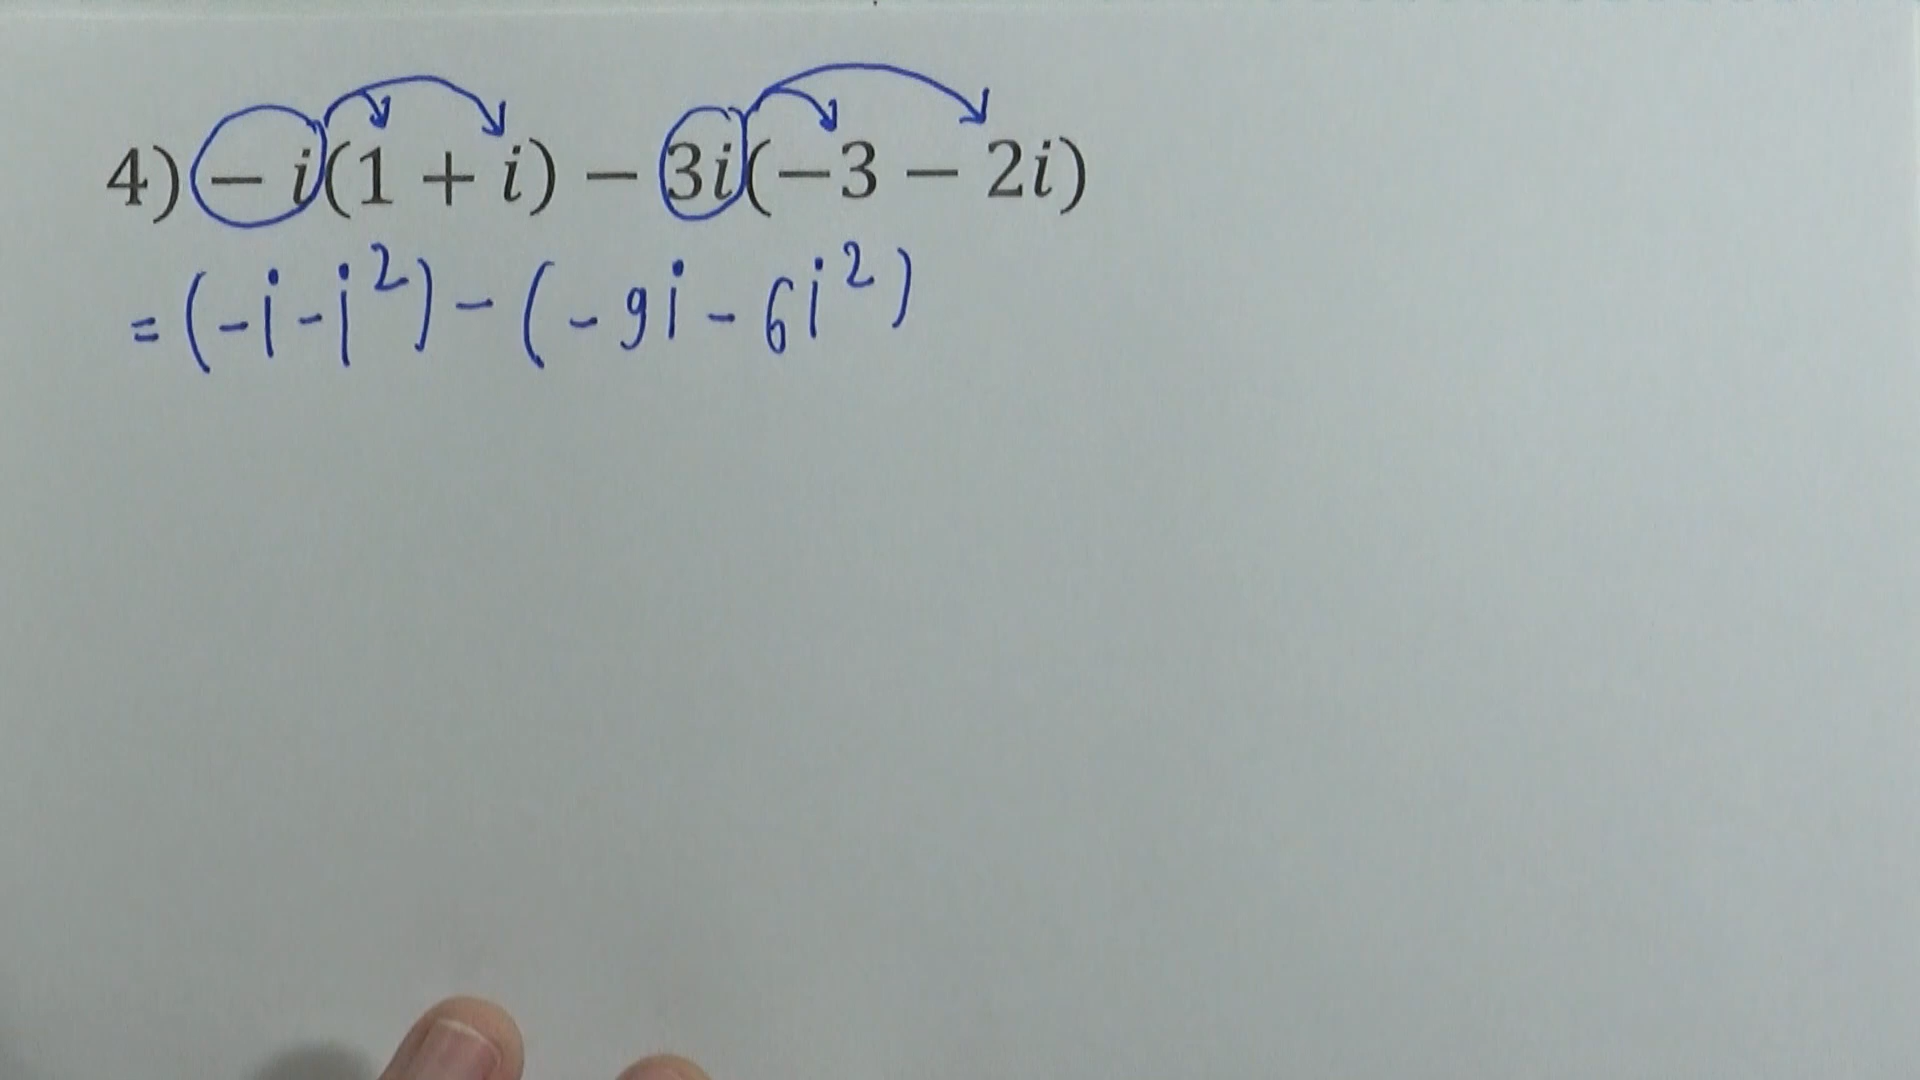 4) − i(1 + i) − 3i(−3 − 2i)
= (-i - i²) - (-9i - 6i²)